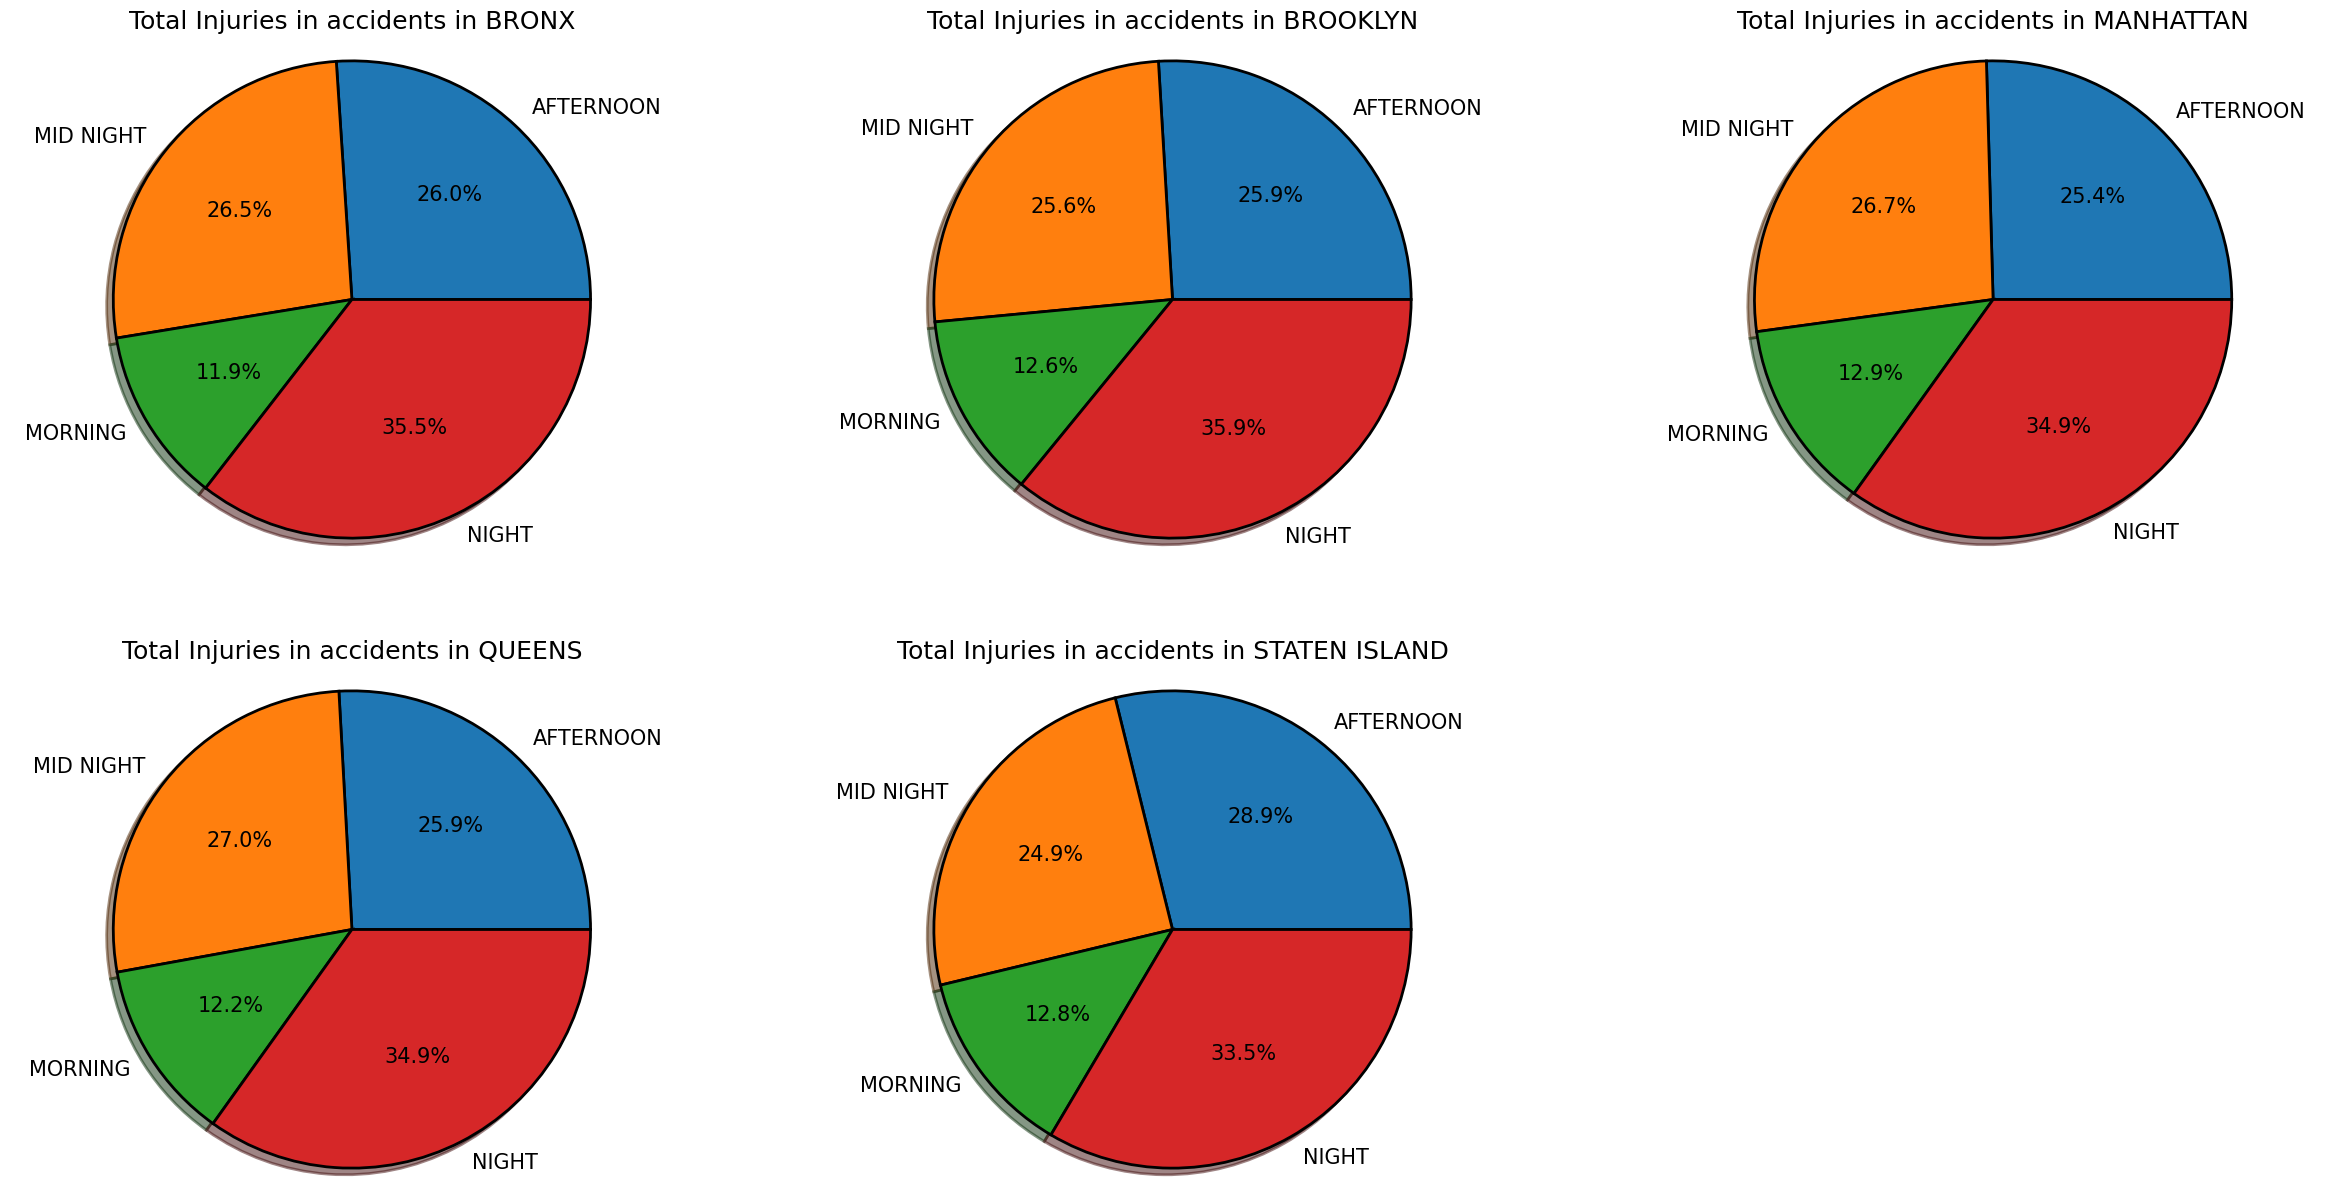 Total Injuries in accidents in BRONX
AFTERNOON
MID NIGHT
26.0%
26.5%
11.9%
35.5%
MORNING
NIGHT
Total Injuries in accidents in BROOKLYN
AFTERNOON
MID NIGHT
25.9%
25.6%
12.6%
35.9%
MORNING
NIGHT
Total Injuries in accidents in MANHATTAN
AFTERNOON
MID NIGHT
25.4%
26.7%
12.9%
34.9%
MORNING
NIGHT
Total Injuries in accidents in QUEENS
AFTERNOON
MID NIGHT
25.9%
27.0%
12.2%
34.9%
MORNING
NIGHT
Total Injuries in accidents in STATEN ISLAND
AFTERNOON
MID NIGHT
28.9%
24.9%
12.8%
33.5%
MORNING
NIGHT